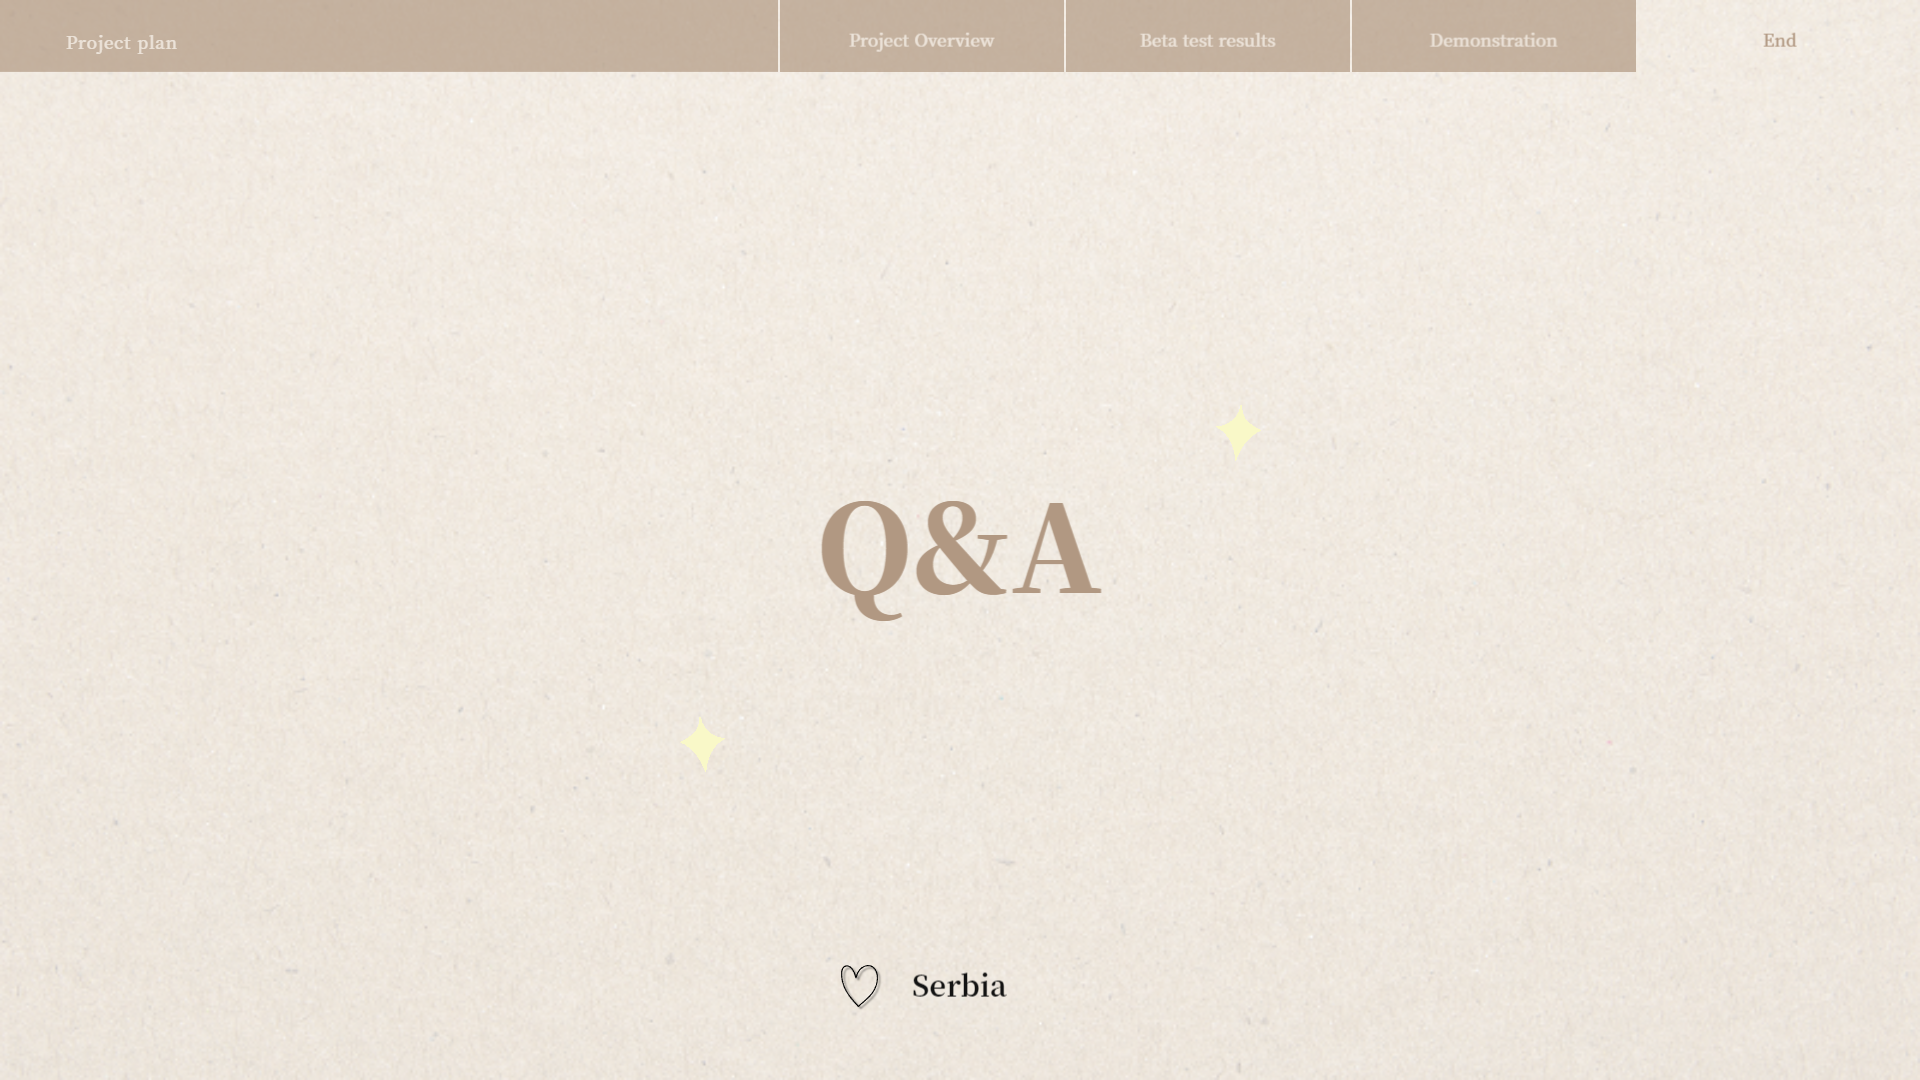 Project plan
Project Overview
Beta test results
Demonstration
End
Q&A
Serbia